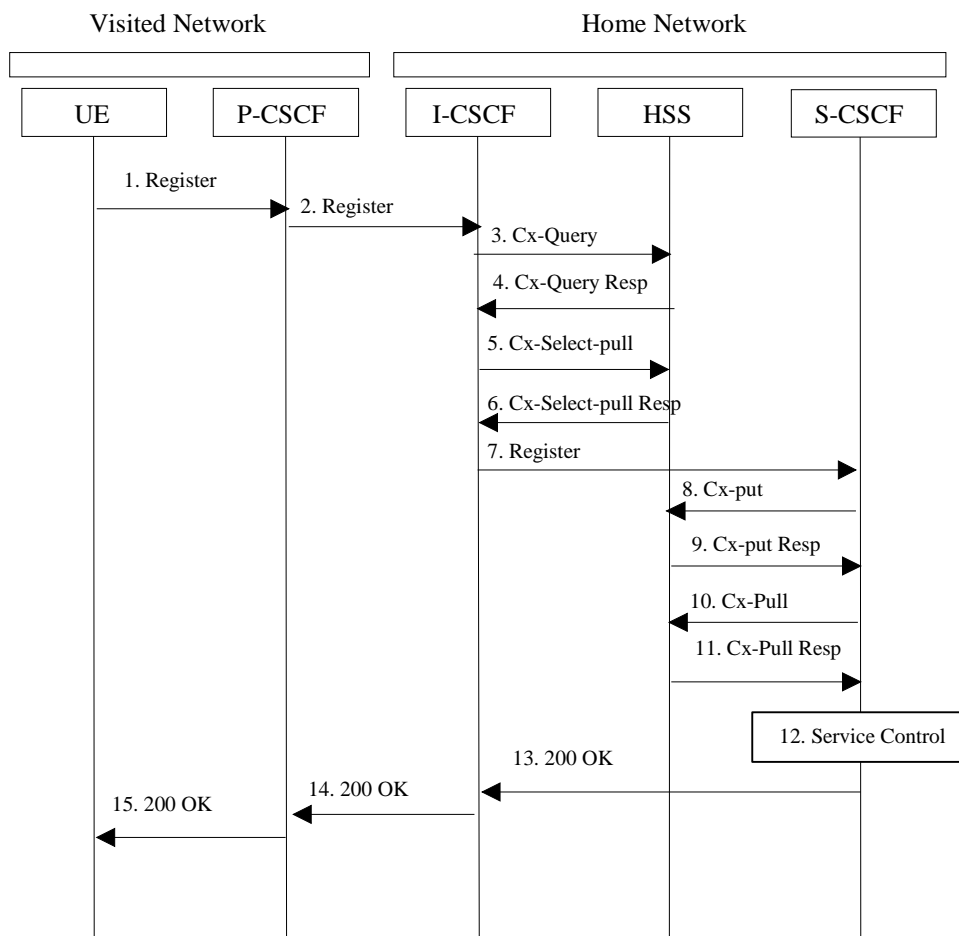 Visited Network
Home Network
UE
P-CSCF
I-CSCF
HSS
S-CSCF
1. Register
2. Register
3. Cx-Query
4. Cx-Query Resp
5. Cx-Select-pull
6. Cx-Select-pull Resp
7. Register
8. Cx-put
9. Cx-put Resp
10. Cx-Pull
11. Cx-Pull Resp
12. Service Control
13. 200 OK
14. 200 OK
15. 200 OK